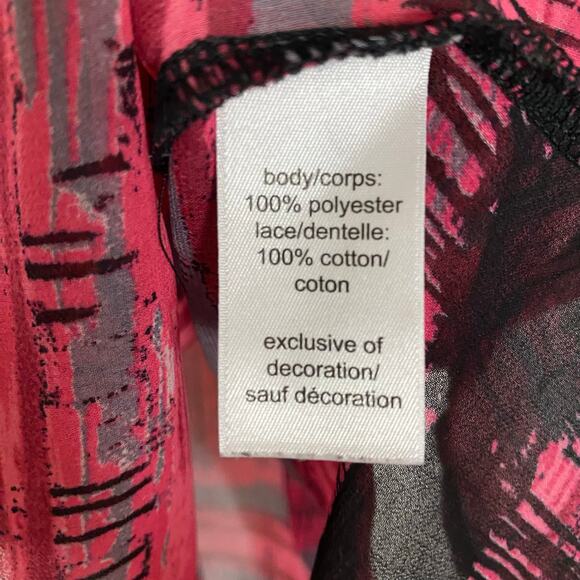 body/corps:
100% polyester
lace/dentelle:
100% cotton/
coton
exclusive of
decoration/
sauf décoration